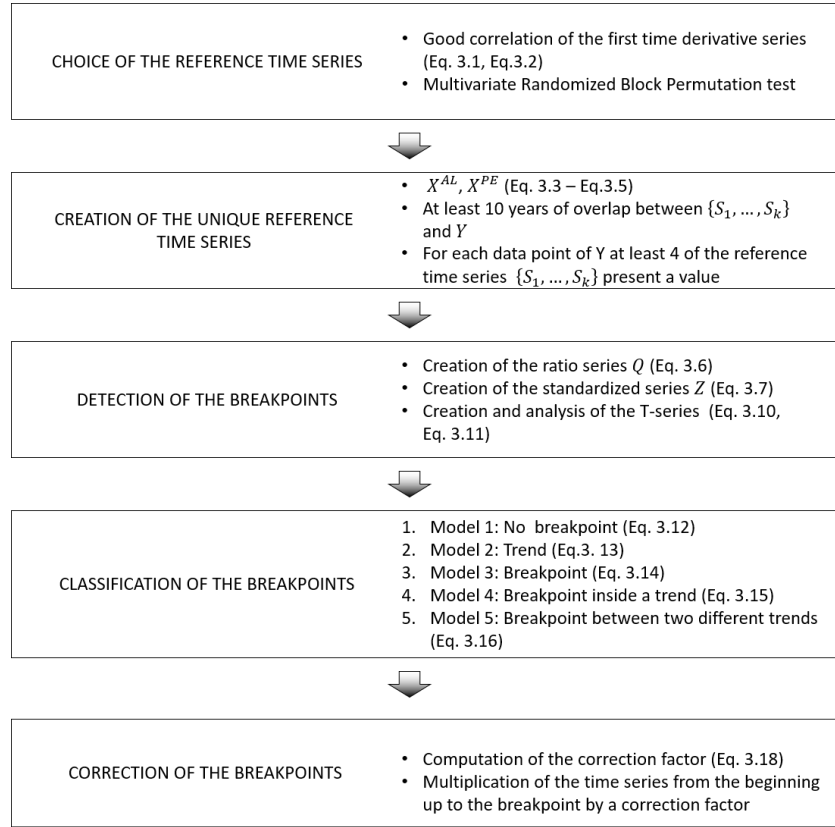 CHOICE OF THE REFERENCE TIME SERIES
• Good correlation of the first time derivative series
(Eq. 3.1, Eq.3.2)
• Multivariate Randomized Block Permutation test
CREATION OF THE UNIQUE REFERENCE
TIME SERIES
• X^{AL}, X^{PE} (Eq. 3.3 – Eq.3.5)
• At least 10 years of overlap between {S₁, … , Sₖ}
and Y
• For each data point of Y at least 4 of the reference
time series {S₁, … , Sₖ} present a value
DETECTION OF THE BREAKPOINTS
• Creation of the ratio series Q (Eq. 3.6)
• Creation of the standardized series Z (Eq. 3.7)
• Creation and analysis of the T-series (Eq. 3.10,
Eq. 3.11)
CLASSIFICATION OF THE BREAKPOINTS
1. Model 1: No breakpoint (Eq. 3.12)
2. Model 2: Trend (Eq.3. 13)
3. Model 3: Breakpoint (Eq. 3.14)
4. Model 4: Breakpoint inside a trend (Eq. 3.15)
5. Model 5: Breakpoint between two different trends
(Eq. 3.16)
CORRECTION OF THE BREAKPOINTS
• Computation of the correction factor (Eq. 3.18)
• Multiplication of the time series from the beginning
up to the breakpoint by a correction factor